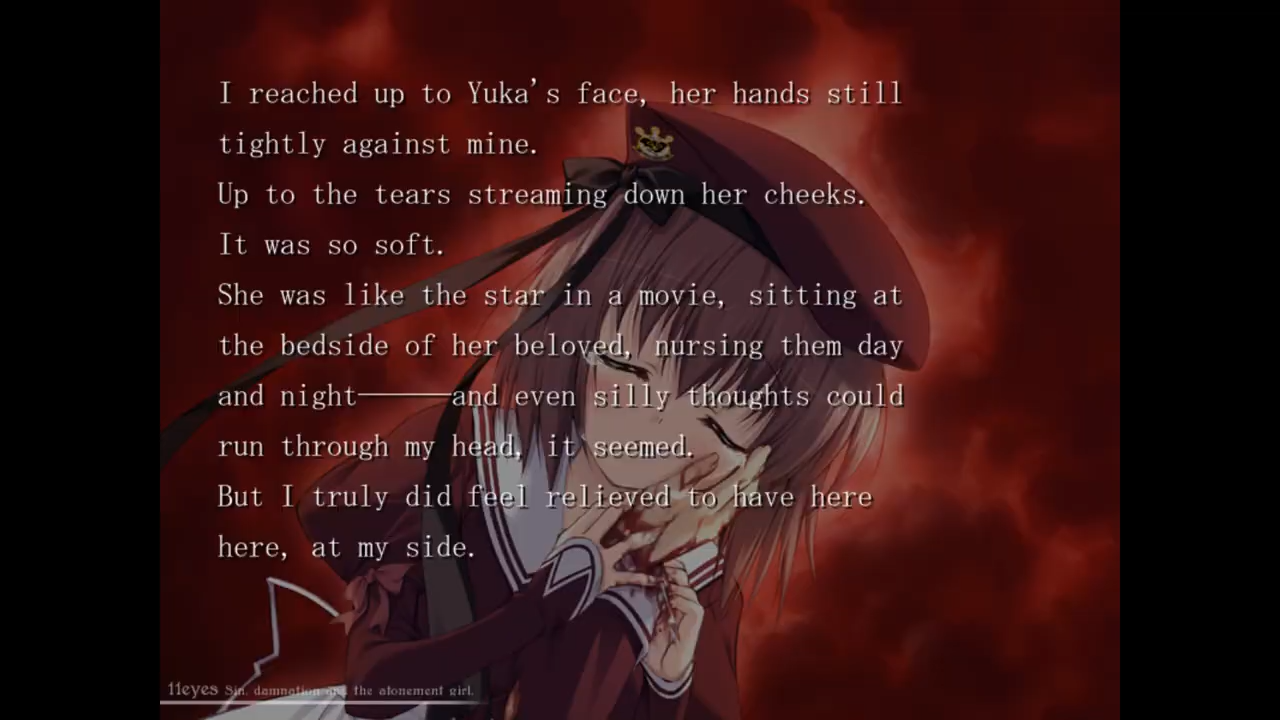 I reached up to Yuka's face, her hands still
tightly against mine.
Up to the tears streaming down her cheeks.
It was so soft.
She was like the star in a movie, sitting at
the bedside of her beloved, nursing them day
and night———and even silly thoughts could
run through my head, it seemed.
But I truly did feel relieved to have here
here, at my side.
11eyes Sin, damnation and the atonement girl.